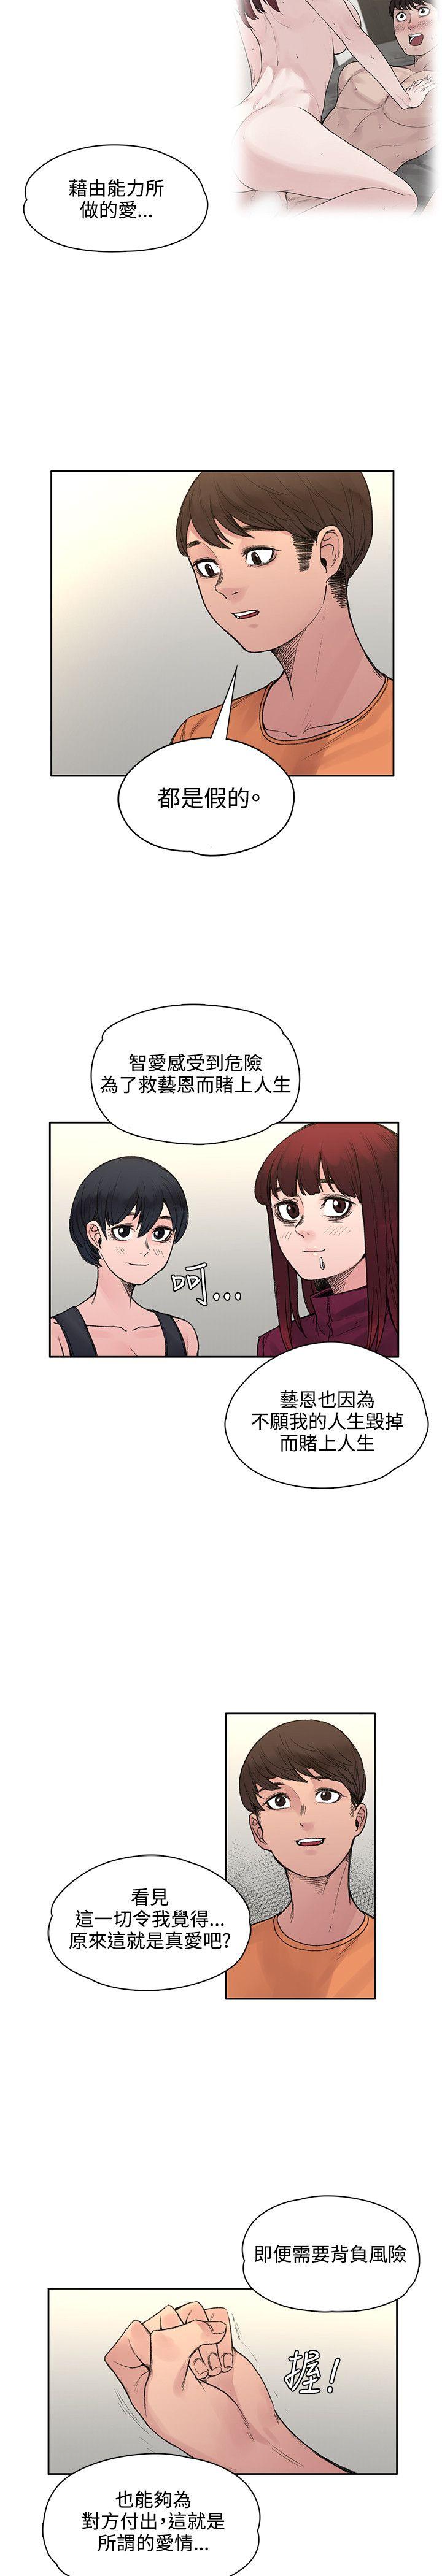 藉由能力所
做的愛…
都是假的。
智愛感受到危險
為了救藝恩而賭上人生
呵…
藝恩也因為
不願我的人生毀掉
而賭上人生
看見
這一切令我覺得…
原來這就是真愛吧?
即便需要背負風險
握!
也能夠為
對方付出,這就是
所謂的愛情…